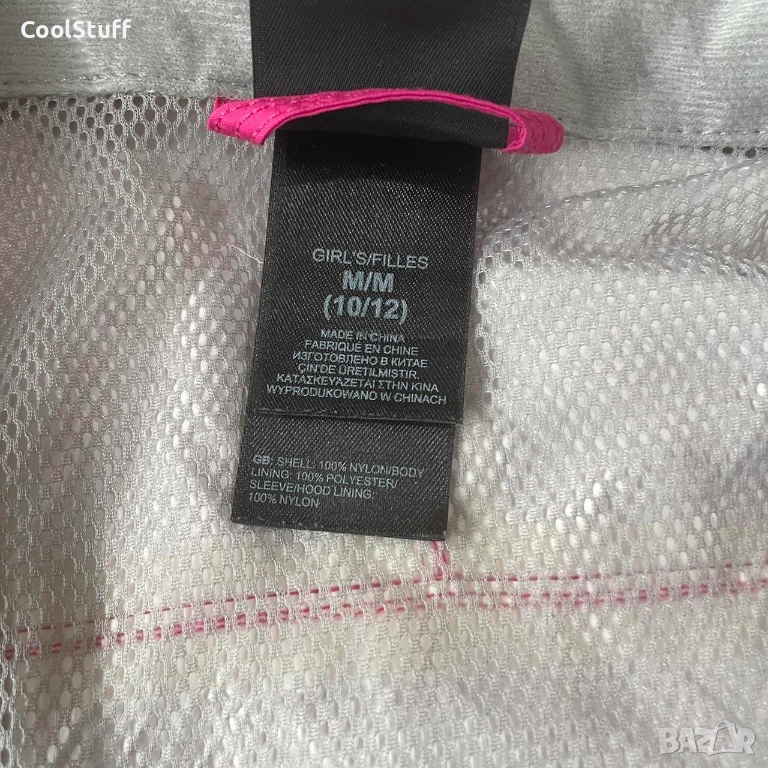 CoolStuff
GIRL'S/FILLES
M/M
(10/12)
MADE IN CHINA
FABRIQUÉ EN CHINE
ИЗГОТОВЛЕНО В КИТАЕ
ÇIN'DE ÜRETILMIŞTIR.
ΚΑΤΑΣΚΕΥΑΖΕΤΑΙ ΣΤΗΝ ΚΙΝΑ
WYPRODUKOWANO W CHINACH
GB: SHELL: 100% NYLON/BODY
LINING: 100% POLYESTER/
SLEEVE/HOOD LINING:
100% NYLON
BAZAR